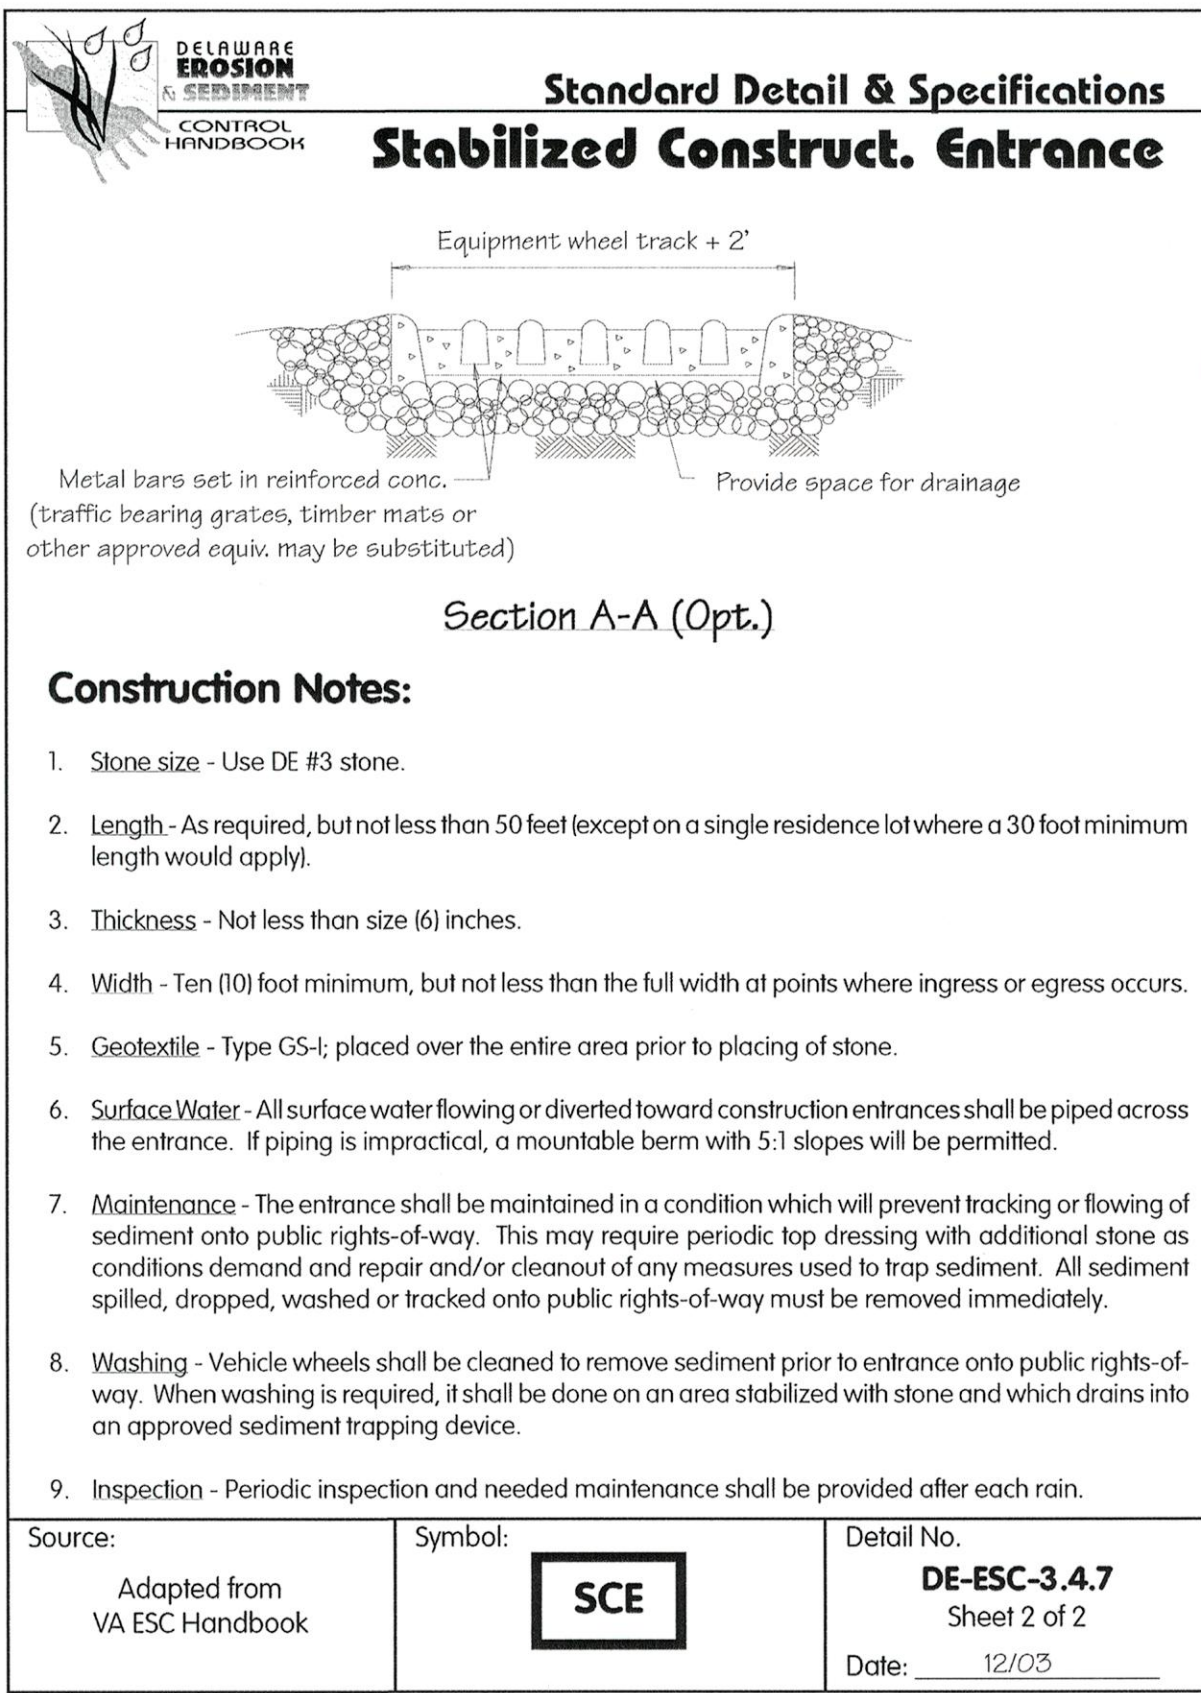 DELAWARE
EROSION
& SEDIMENT
CONTROL
HANDBOOK
Standard Detail & Specifications
Stabilized Construct. Entrance
Equipment wheel track + 2'
Metal bars set in reinforced conc.
(traffic bearing grates, timber mats or
other approved equiv. may be substituted)
Provide space for drainage
Section A-A (Opt.)
Construction Notes:
1. Stone size - Use DE #3 stone.
2. Length - As required, but not less than 50 feet (except on a single residence lot where a 30 foot minimum
length would apply).
3. Thickness - Not less than size (6) inches.
4. Width - Ten (10) foot minimum, but not less than the full width at points where ingress or egress occurs.
5. Geotextile - Type GS-I; placed over the entire area prior to placing of stone.
6. Surface Water - All surface water flowing or diverted toward construction entrances shall be piped across
the entrance. If piping is impractical, a mountable berm with 5:1 slopes will be permitted.
7. Maintenance - The entrance shall be maintained in a condition which will prevent tracking or flowing of
sediment onto public rights-of-way. This may require periodic top dressing with additional stone as
conditions demand and repair and/or cleanout of any measures used to trap sediment. All sediment
spilled, dropped, washed or tracked onto public rights-of-way must be removed immediately.
8. Washing - Vehicle wheels shall be cleaned to remove sediment prior to entrance onto public rights-of-
way. When washing is required, it shall be done on an area stabilized with stone and which drains into
an approved sediment trapping device.
9. Inspection - Periodic inspection and needed maintenance shall be provided after each rain.
Source:
Adapted from
VA ESC Handbook
Symbol:
SCE
Detail No.
DE-ESC-3.4.7
Sheet 2 of 2
Date: 12/03